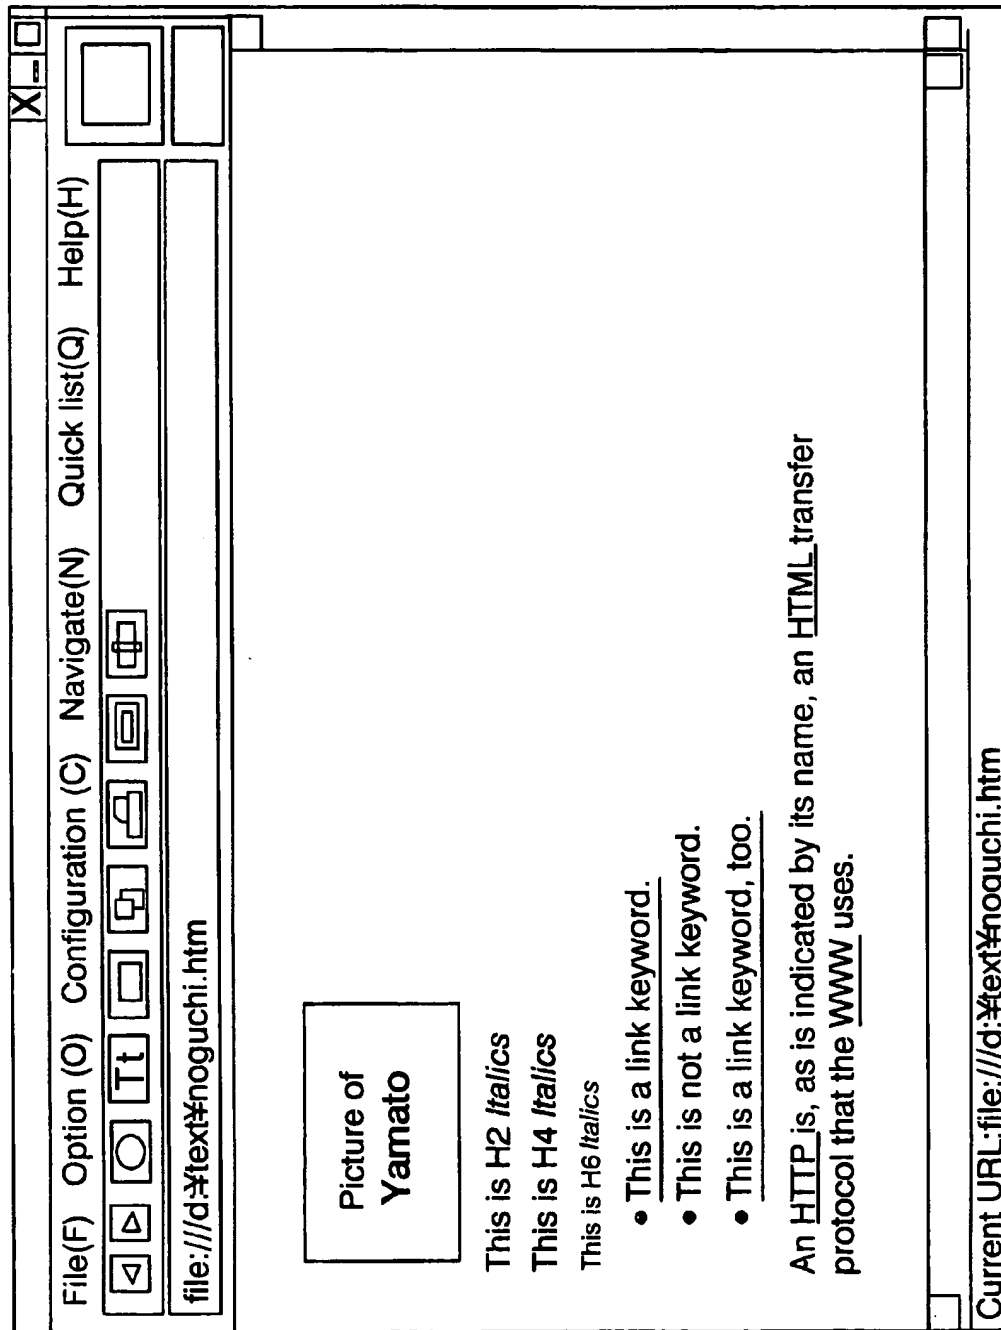 X
File(F) Option (O) Configuration (C) Navigate(N) Quick list(Q) Help(H)
Tt
file:///d:¥text¥noguchi.htm
Picture of
Yamato
This is H2 Italics
This is H4 Italics
This is H6 Italics
• This is a link keyword.
• This is not a link keyword.
• This is a link keyword, too.
An HTTP is, as is indicated by its name, an HTML transfer
protocol that the WWW uses.
Current URL:file:///d:¥text¥noguchi.htm